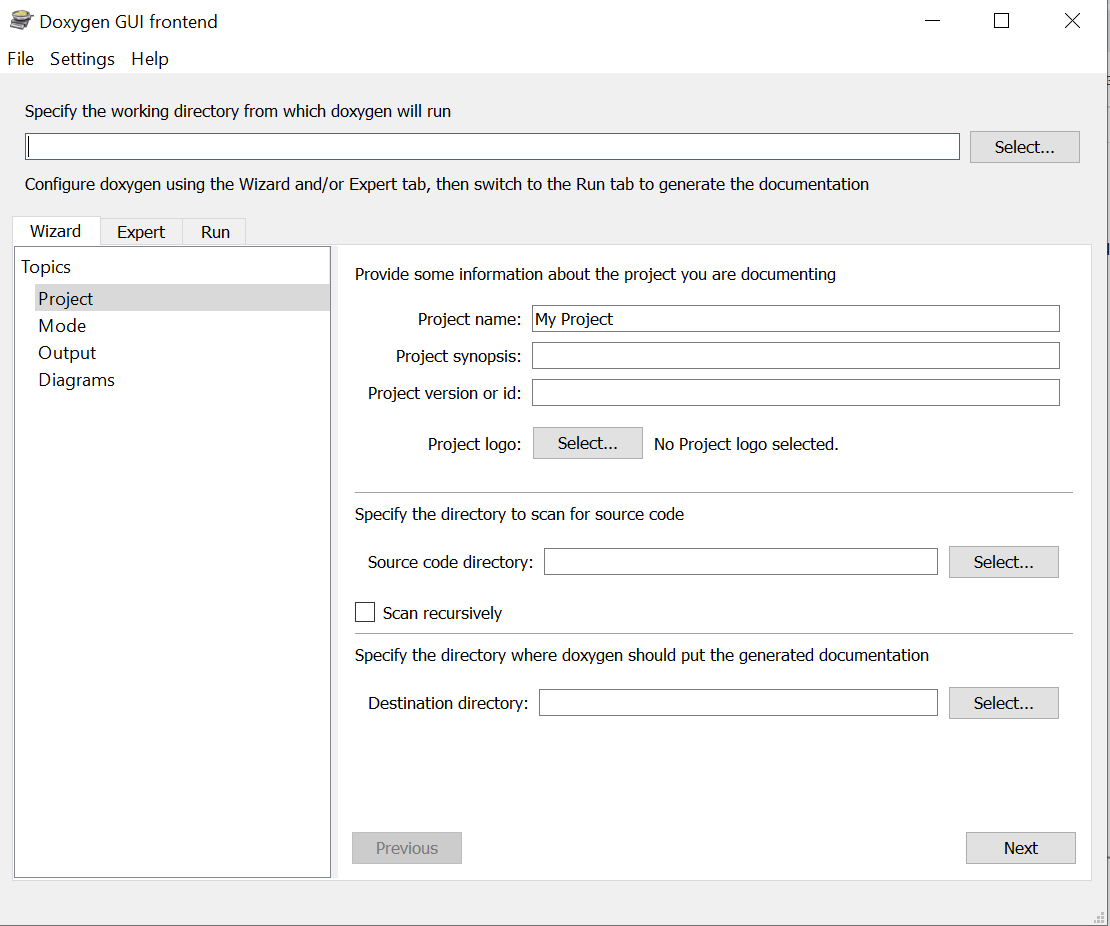 Doxygen GUI frontend
File Settings Help
Specify the working directory from which doxygen will run
Select...
Configure doxygen using the Wizard and/or Expert tab, then switch to the Run tab to generate the documentation
Wizard Expert Run
Topics
Project
Mode
Output
Diagrams
Provide some information about the project you are documenting
Project name: My Project
Project synopsis:
Project version or id:
Project logo: Select... No Project logo selected.
Specify the directory to scan for source code
Source code directory: Select...
Scan recursively
Specify the directory where doxygen should put the generated documentation
Destination directory: Select...
Previous Next